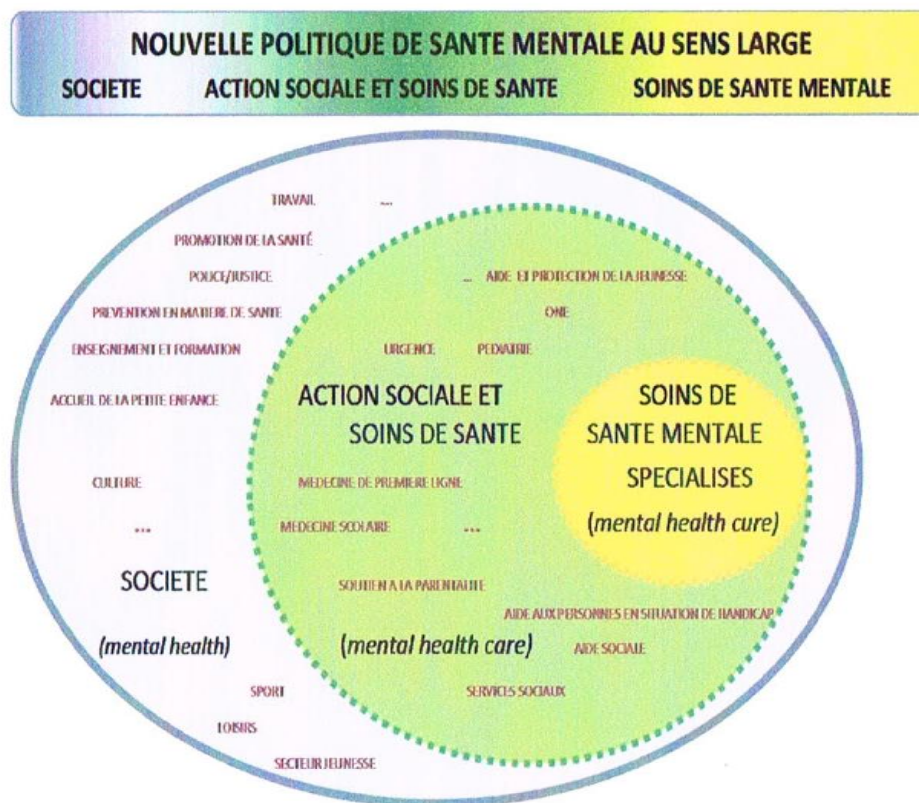 NOUVELLE POLITIQUE DE SANTE MENTALE AU SENS LARGE
SOCIETE ACTION SOCIALE ET SOINS DE SANTE SOINS DE SANTE MENTALE
TRAVAIL ...
PROMOTION DE LA SANTÉ
POLICE/JUSTICE
... AIDE ET PROTECTION DE LA JEUNESSE
PREVENTION EN MATIERE DE SANTE
ONE
ENSEIGNEMENT ET FORMATION
URGENCE PEDIATRIE
ACCUEIL DE LA PETITE ENFANCE
ACTION SOCIALE ET
SOINS DE SANTE
SOINS DE
SANTE MENTALE
SPECIALISES
(mental health cure)
CULTURE
MEDECINE DE PREMIERE LIGNE
...
MEDECINE SCOLAIRE ...
SOCIETE
(mental health)
SOUTIEN A LA PARENTALITE
AIDE AUX PERSONNES EN SITUATION DE HANDICAP
(mental health care)
AIDE SOCIALE
SPORT
SERVICES SOCIAUX
LOISIRS
SECTEUR JEUNESSE